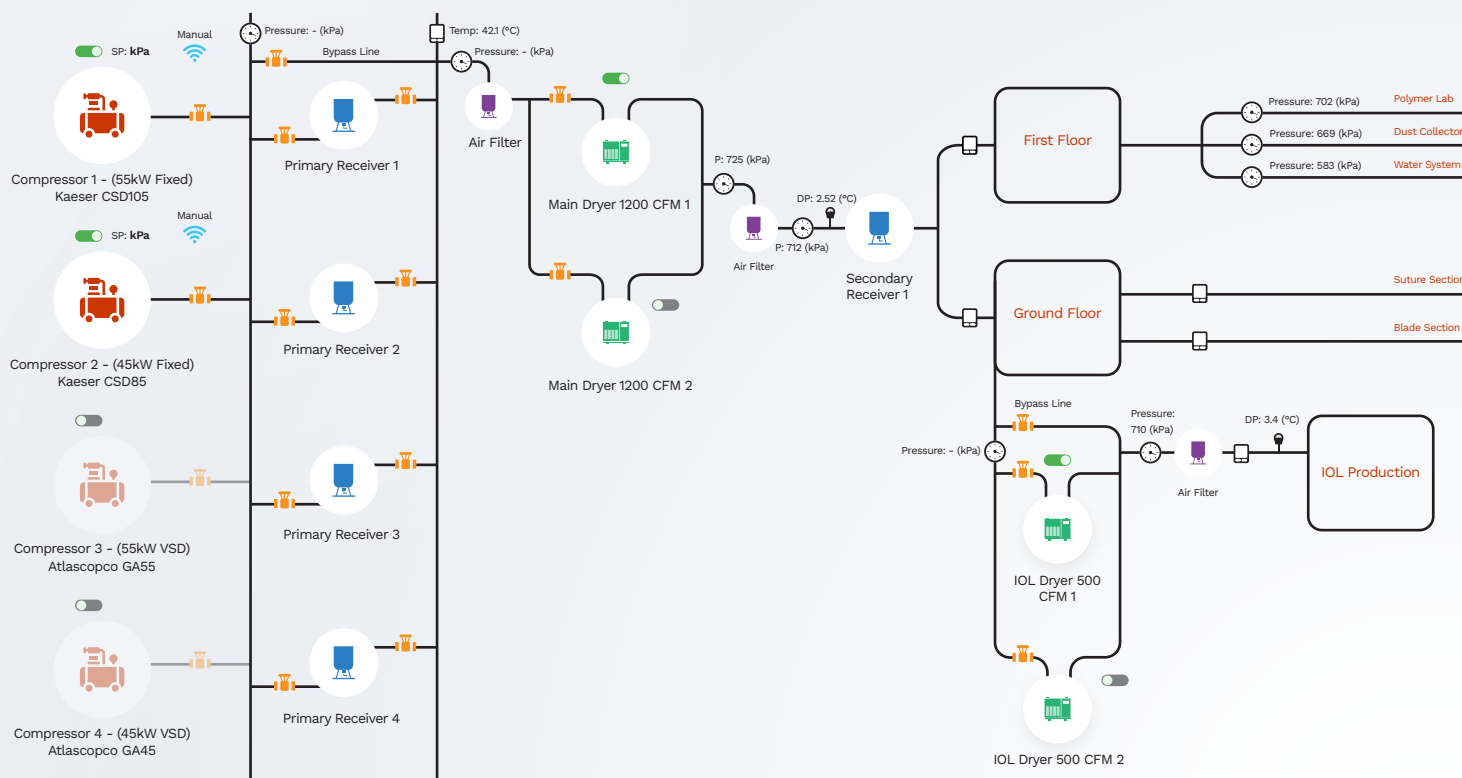 Manual
SP: kPa
Compressor 1 - (55kW Fixed)
Kaeser CSD105
Manual
SP: kPa
Compressor 2 - (45kW Fixed)
Kaeser CSD85
Compressor 3 - (55kW VSD)
Atlascopco GA55
Compressor 4 - (45kW VSD)
Atlascopco GA45
Pressure: - (kPa)
Bypass Line
Primary Receiver 1
Primary Receiver 2
Primary Receiver 3
Primary Receiver 4
Temp: 42.1 (°C)
Pressure: - (kPa)
Air Filter
Main Dryer 1200 CFM 1
Main Dryer 1200 CFM 2
P: 725 (kPa)
Air Filter
P: 712 (kPa)
DP: 2.52 (°C)
Secondary
Receiver 1
First Floor
Pressure: 702 (kPa)
Polymer Lab
Pressure: 669 (kPa)
Dust Collector
Pressure: 583 (kPa)
Water System
Ground Floor
Suture Section
Blade Section
Bypass Line
Pressure: - (kPa)
IOL Dryer 500
CFM 1
IOL Dryer 500 CFM 2
Pressure:
710 (kPa)
Air Filter
DP: 3.4 (°C)
IOL Production